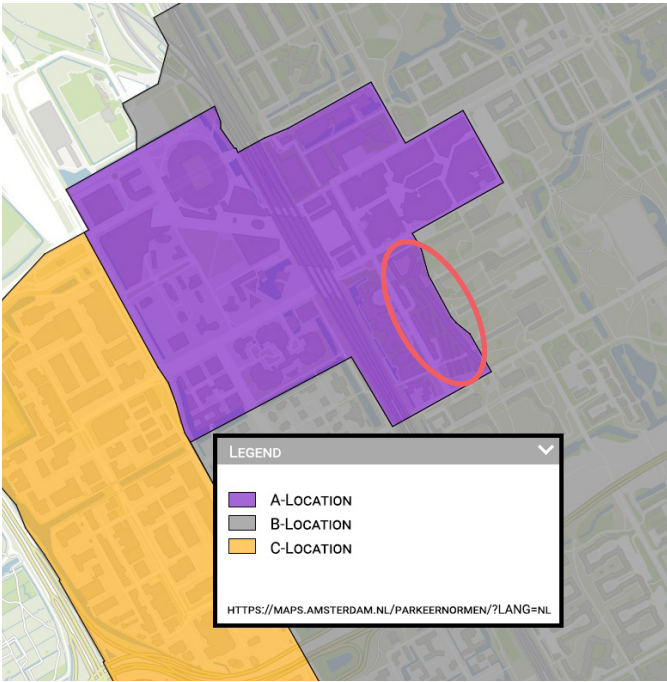 Legend
A-Location
B-Location
C-Location
https://maps.amsterdam.nl/parkeernormen/?LANG=nl